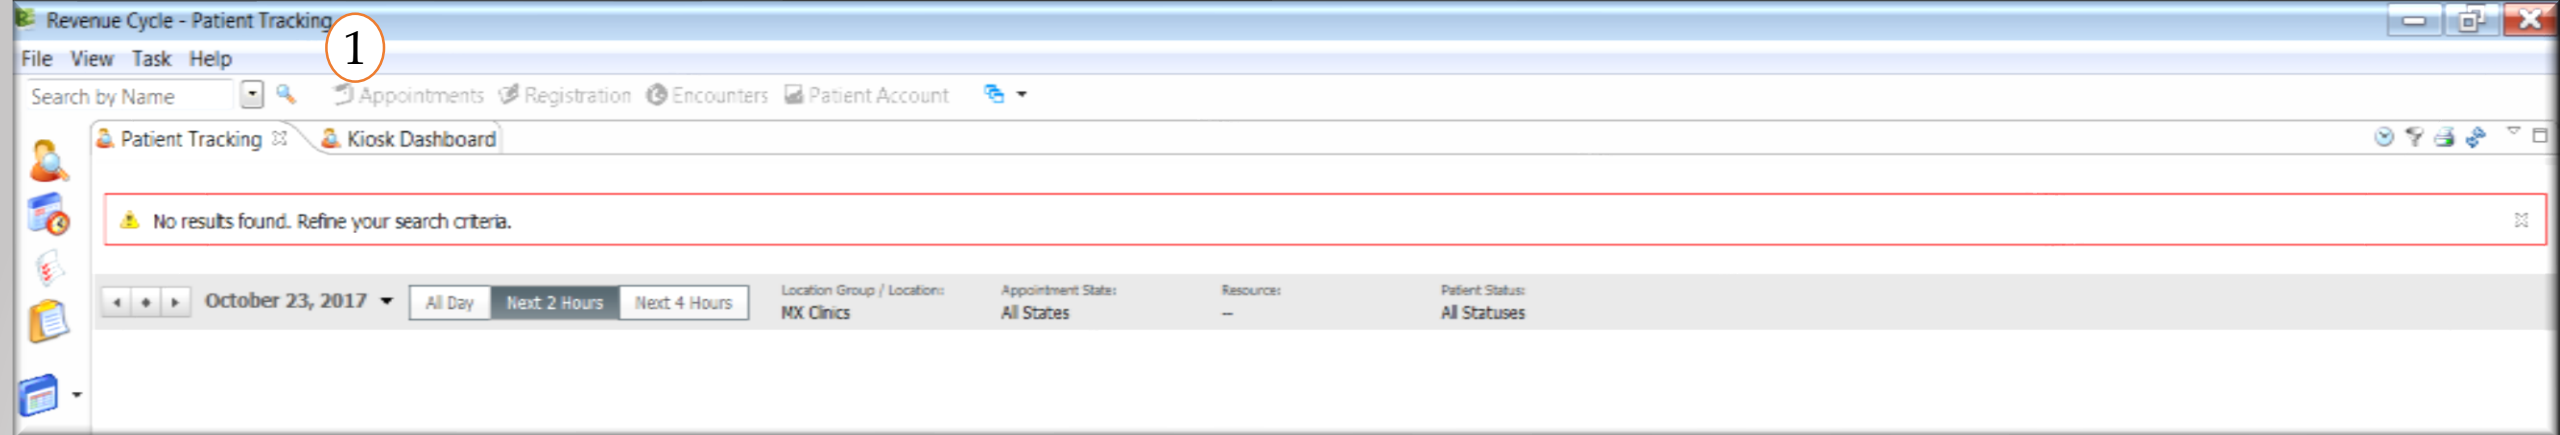 Revenue Cycle - Patient Tracking
1
File View Task Help
Search by Name Appointments Registration Encounters Patient Account
Patient Tracking Kiosk Dashboard
No results found. Refine your search criteria.
October 23, 2017 All Day Next 2 Hours Next 4 Hours
Location Group / Location: Appointment State: Resource: Patient Status:
MX Clinics All States -- All Statuses